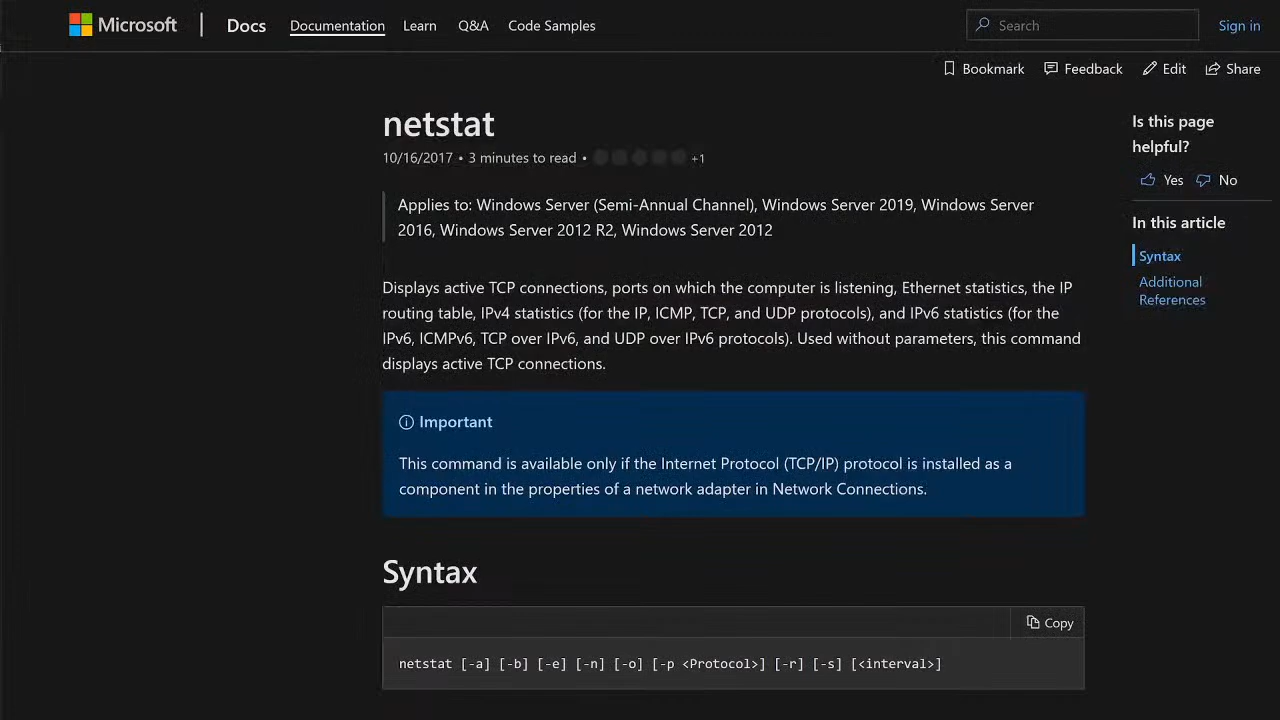 Microsoft Docs Documentation Learn Q&A Code Samples Search Sign in
Bookmark Feedback Edit Share
netstat
10/16/2017 • 3 minutes to read • +1
Applies to: Windows Server (Semi-Annual Channel), Windows Server 2019, Windows Server
2016, Windows Server 2012 R2, Windows Server 2012
Displays active TCP connections, ports on which the computer is listening, Ethernet statistics, the IP
routing table, IPv4 statistics (for the IP, ICMP, TCP, and UDP protocols), and IPv6 statistics (for the
IPv6, ICMPv6, TCP over IPv6, and UDP over IPv6 protocols). Used without parameters, this command
displays active TCP connections.
Important
This command is available only if the Internet Protocol (TCP/IP) protocol is installed as a
component in the properties of a network adapter in Network Connections.
Syntax
Copy
netstat [-a] [-b] [-e] [-n] [-o] [-p <Protocol>] [-r] [-s] [<interval>]
Is this page
helpful?
Yes No
In this article
Syntax
Additional
References